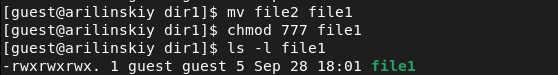 [guest@arilinskiy dir1]$ mv file2 file1
[guest@arilinskiy dir1]$ chmod 777 file1
[guest@arilinskiy dir1]$ ls -l file1
-rwxrwxrwx. 1 guest guest 5 Sep 28 18:01 file1